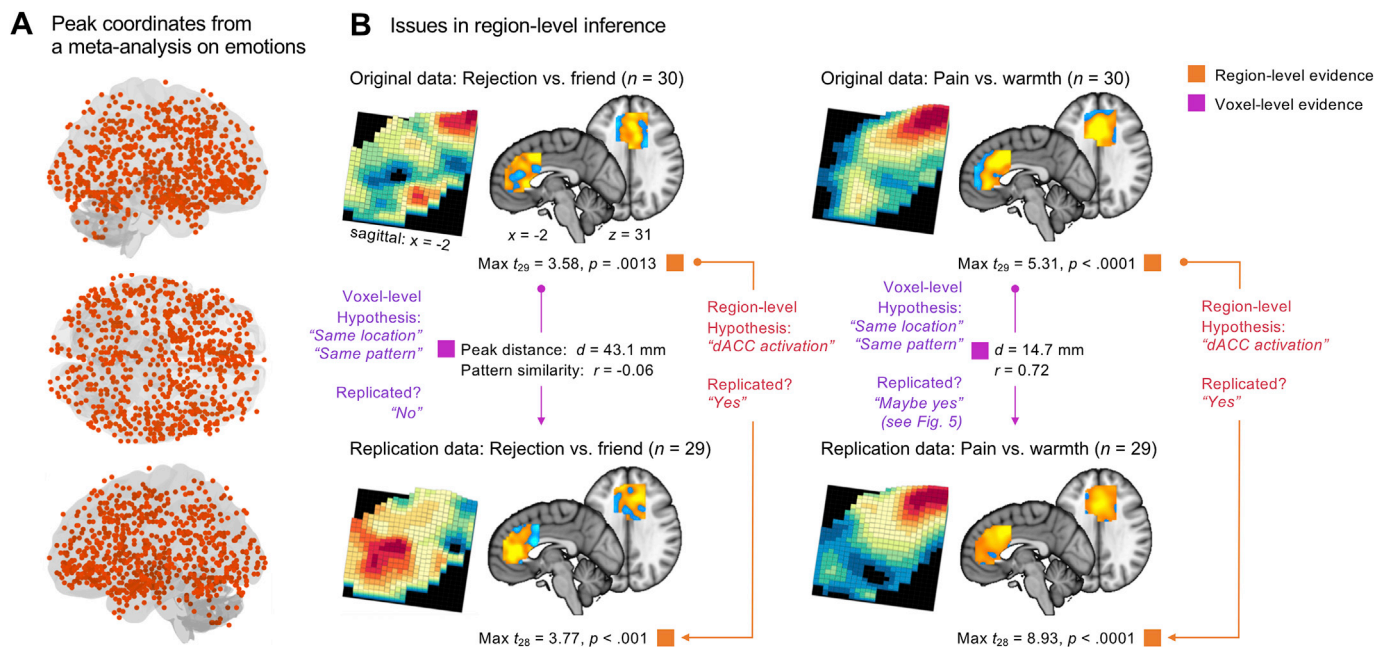 A
Peak coordinates from
a meta-analysis on emotions
B
Issues in region-level inference
Region-level evidence
Voxel-level evidence
Original data: Rejection vs. friend (n = 30)
sagittal: x = -2
x = -2
z = 31
Max t29 = 3.58, p = .0013
Voxel-level
Hypothesis:
“Same location”
“Same pattern”
Replicated?
“No”
Peak distance: d = 43.1 mm
Pattern similarity: r = -0.06
Region-level
Hypothesis:
“dACC activation”
Replicated?
“Yes”
Replication data: Rejection vs. friend (n = 29)
Max t28 = 3.77, p < .001
Original data: Pain vs. warmth (n = 30)
Max t29 = 5.31, p < .0001
Voxel-level
Hypothesis:
“Same location”
“Same pattern”
Replicated?
“Maybe yes”
(see Fig. 5)
d = 14.7 mm
r = 0.72
Region-level
Hypothesis:
“dACC activation”
Replicated?
“Yes”
Replication data: Pain vs. warmth (n = 29)
Max t28 = 8.93, p < .0001